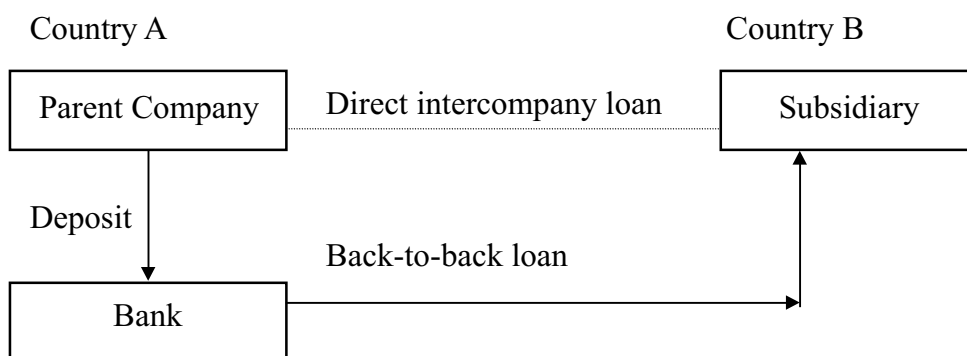 Country A
Country B
Parent Company
Direct intercompany loan
Subsidiary
Deposit
Back-to-back loan
Bank